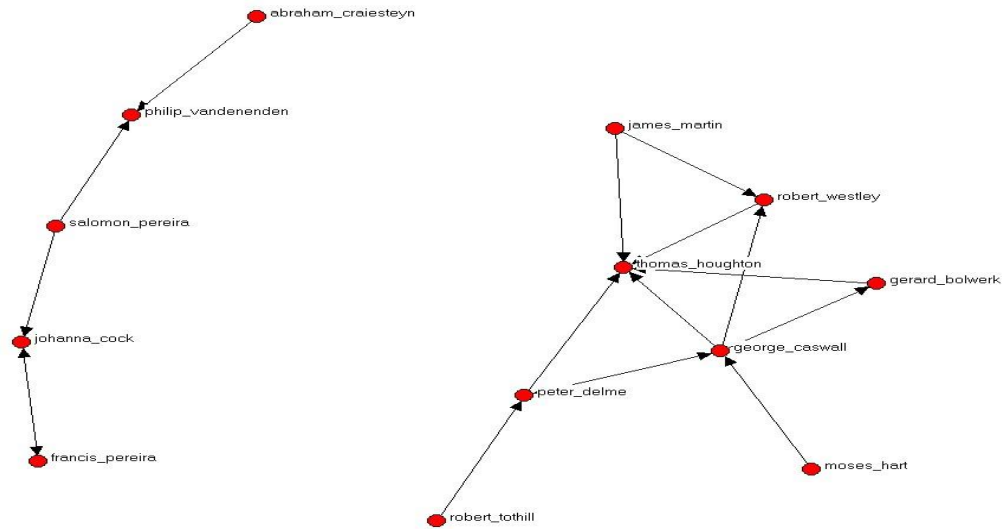 abraham_craiesteyn
philip_vandenenden
james_martin
robert_westley
salomon_pereira
thomas_houghton
gerard_bolwerk
johanna_cock
george_caswall
peter_delme
francis_pereira
moses_hart
robert_tothill